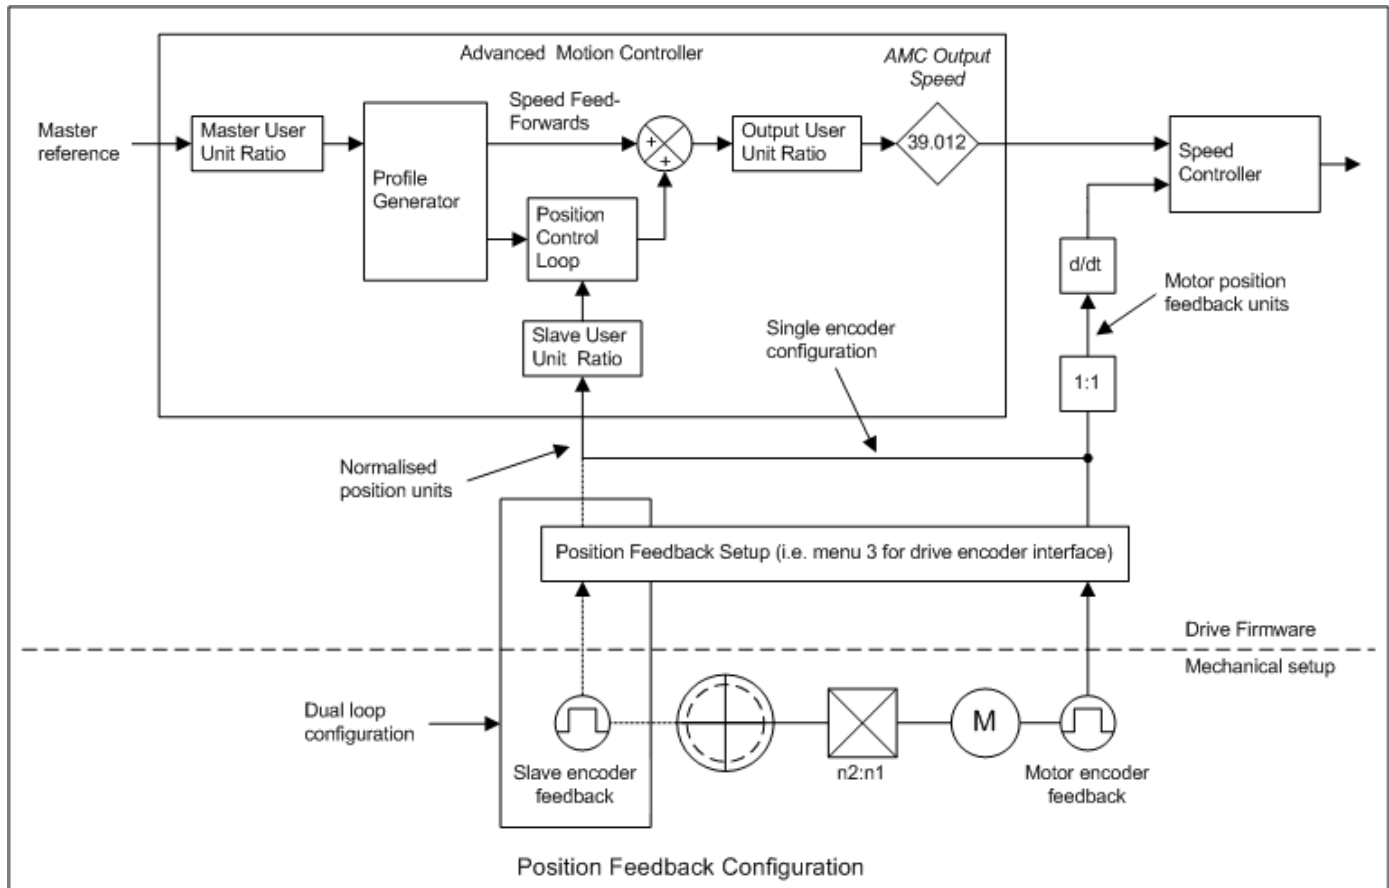 Advanced Motion Controller
AMC Output
Speed
Speed Feed-
Forwards
Master
reference
Master User
Unit Ratio
Profile
Generator
+
+
Output User
Unit Ratio
39.012
Speed
Controller
Position
Control
Loop
d/dt
Motor position
feedback units
Slave User
Unit Ratio
Single encoder
configuration
1:1
Normalised
position units
Position Feedback Setup (i.e. menu 3 for drive encoder interface)
Drive Firmware
Mechanical setup
Dual loop
configuration
M
Slave encoder
feedback
n2:n1
Motor encoder
feedback
Position Feedback Configuration